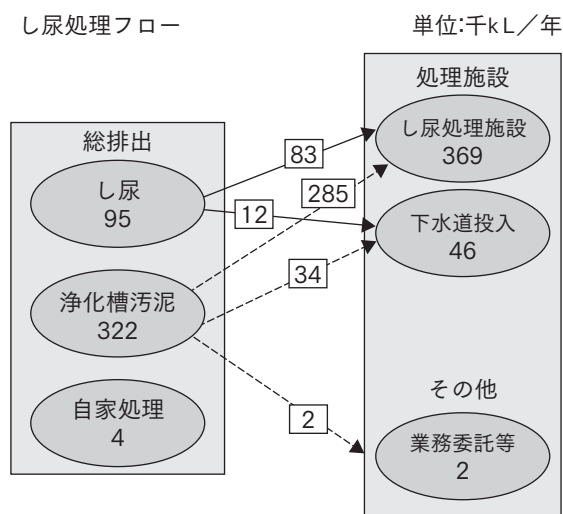 し尿処理フロー
単位:千kL／年
総排出
し尿
95
浄化槽汚泥
322
自家処理
4
83
12
285
34
2
処理施設
し尿処理施設
369
下水道投入
46
その他
業務委託等
2